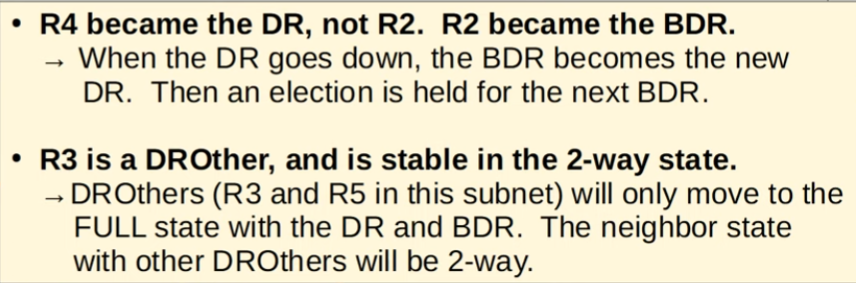 • R4 became the DR, not R2. R2 became the BDR.
→ When the DR goes down, the BDR becomes the new
DR. Then an election is held for the next BDR.
• R3 is a DROther, and is stable in the 2-way state.
→ DROthers (R3 and R5 in this subnet) will only move to the
FULL state with the DR and BDR. The neighbor state
with other DROthers will be 2-way.